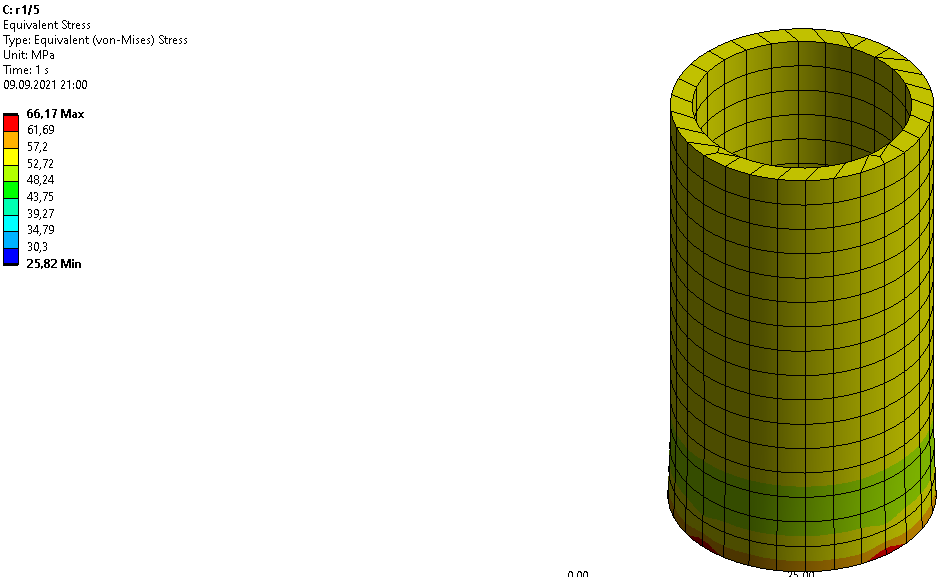 C: r1/5
Equivalent Stress
Type: Equivalent (von-Mises) Stress
Unit: MPa
Time: 1 s
09.09.2021 21:00
66,17 Max
61,69
57,2
52,72
48,24
43,75
39,27
34,79
30,3
25,82 Min
0.00
25.00